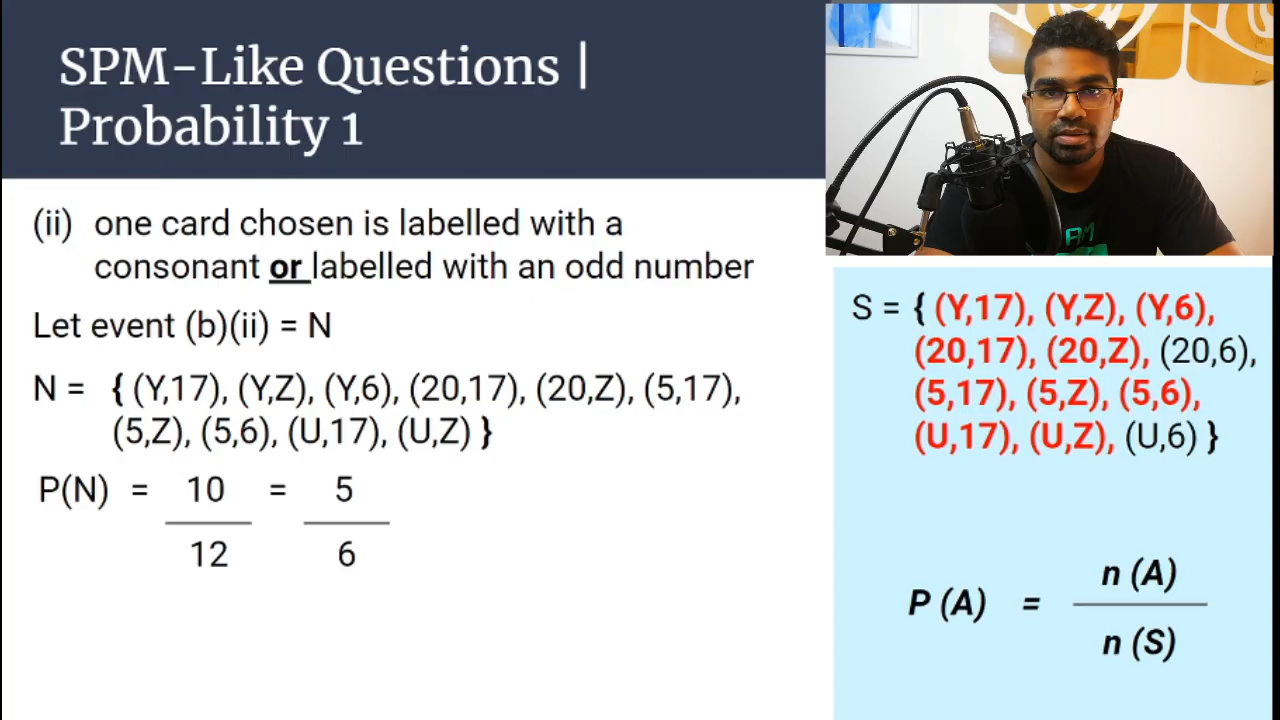 SPM-Like Questions |
Probability 1
(ii) one card chosen is labelled with a
consonant or labelled with an odd number
Let event (b)(ii) = N
N = { (Y,17), (Y,Z), (Y,6), (20,17), (20,Z), (5,17),
(5,Z), (5,6), (U,17), (U,Z) }
P(N) = 10 = 5
12 6
AM
S = { (Y,17), (Y,Z), (Y,6),
(20,17), (20,Z), (20,6),
(5,17), (5,Z), (5,6),
(U,17), (U,Z), (U,6) }
P (A) = n (A)
n (S)